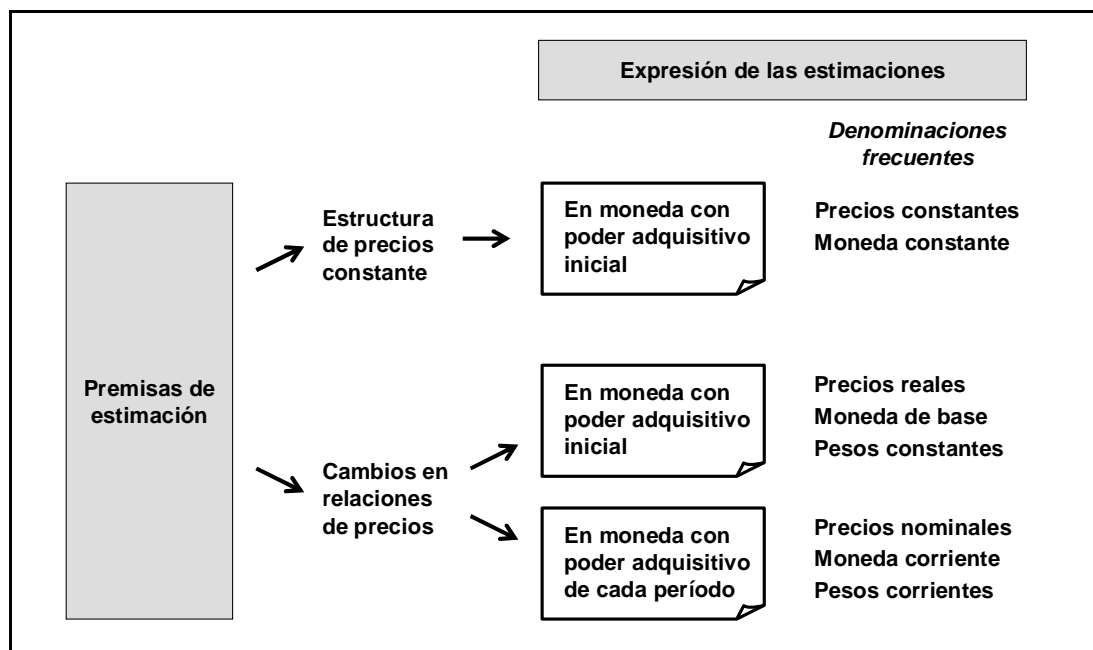 Expresión de las estimaciones
Denominaciones
frecuentes
Premisas de
estimación
Estructura
de precios
constante
En moneda con
poder adquisitivo
inicial
Precios constantes
Moneda constante
Cambios en
relaciones
de precios
En moneda con
poder adquisitivo
inicial
Precios reales
Moneda de base
Pesos constantes
En moneda con
poder adquisitivo
de cada período
Precios nominales
Moneda corriente
Pesos corrientes